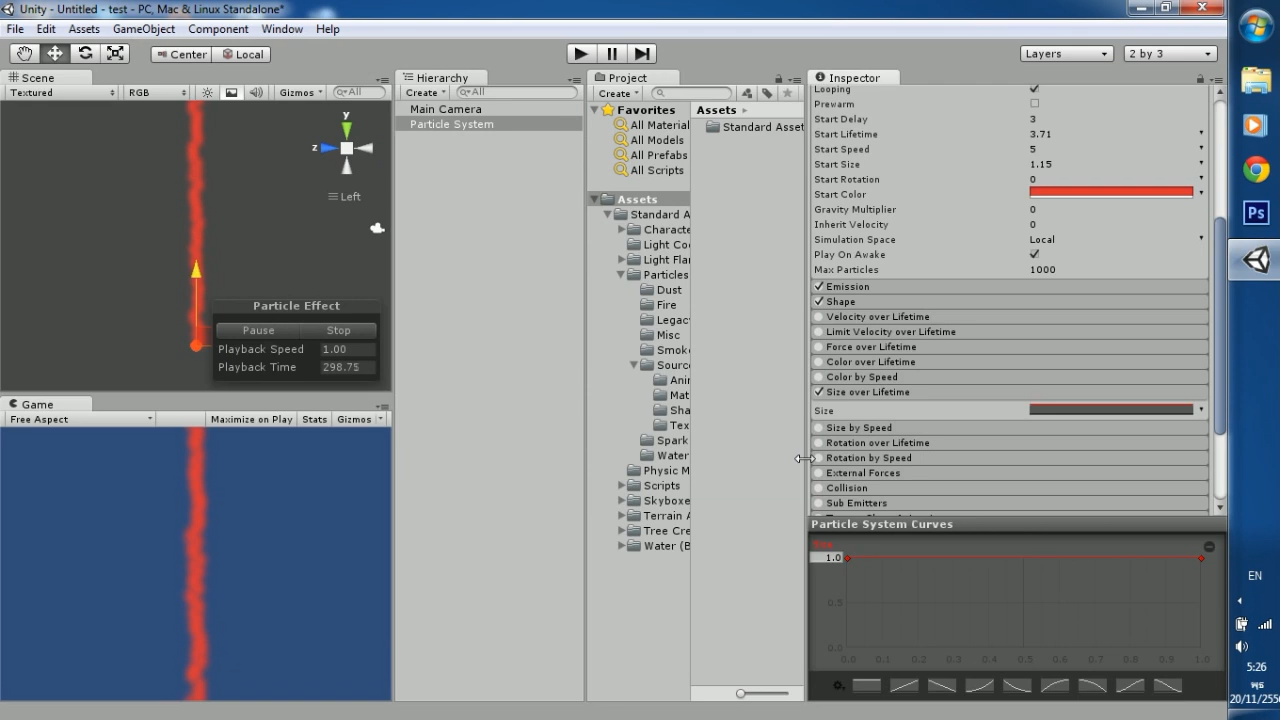 Unity - Untitled - test - PC, Mac & Linux Standalone*
File Edit Assets GameObject Component Window Help
Center Local Layers 2 by 3
Scene
Textured RGB Gizmos All
y
z
Left
Particle Effect
Pause Stop
Playback Speed 1.00
Playback Time 298.75
Game
Free Aspect Maximize on Play Stats Gizmos
Hierarchy
Create All
Main Camera
Particle System
Project
Create
Favorites
All Material
All Models
All Prefabs
All Scripts
Assets
Standard A
Characte
Light Coo
Light Flar
Particles
Dust
Fire
Legac
Misc
Smoke
Source
Anir
Mat
Sha
Tex
Spark
Water
Physic M
Scripts
Skyboxe
Terrain A
Tree Cre
Water (B
Assets
Standard Asset
Inspector
Looping
Prewarm
Start Delay 3
Start Lifetime 3.71
Start Speed 5
Start Size 1.15
Start Rotation 0
Start Color
Gravity Multiplier 0
Inherit Velocity 0
Simulation Space Local
Play On Awake
Max Particles 1000
Emission
Shape
Velocity over Lifetime
Limit Velocity over Lifetime
Force over Lifetime
Color over Lifetime
Color by Speed
Size over Lifetime
Size
Size by Speed
Rotation over Lifetime
Rotation by Speed
External Forces
Collision
Sub Emitters
Particle System Curves
Size
1.0
0.5
0.0
0.0 0.1 0.2 0.3 0.4 0.5 0.6 0.7 0.8 0.9 1.0
Ps
EN
5:26
พุธ
20/11/255